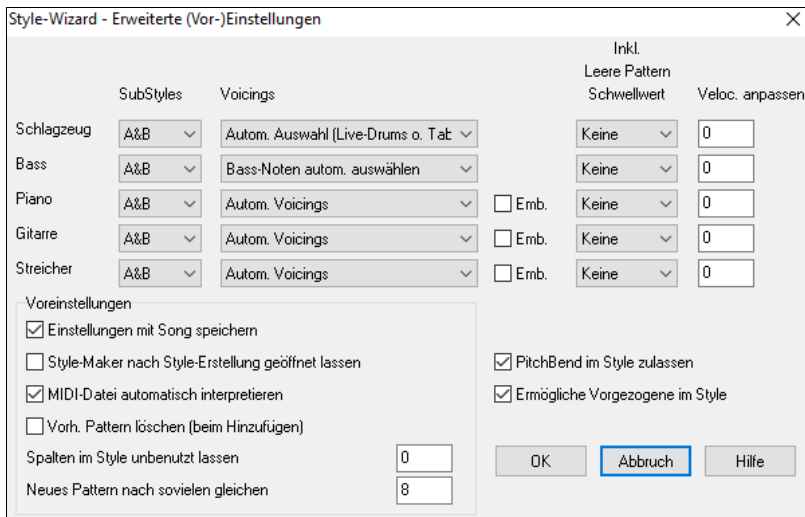 Style-Wizard - Erweiterte (Vor-)Einstellungen
Inkl.
Leere Pattern
SubStyles Voicings Schwellwert Veloc. anpassen
Schlagzeug A&B Autom. Auswahl (Live-Drums o. Tab Keine 0
Bass A&B Bass-Noten autom. auswählen Keine 0
Piano A&B Autom. Voicings Emb. Keine 0
Gitarre A&B Autom. Voicings Emb. Keine 0
Streicher A&B Autom. Voicings Emb. Keine 0
Voreinstellungen
Einstellungen mit Song speichern
Style-Maker nach Style-Erstellung geöffnet lassen PitchBend im Style zulassen
MIDI-Datei automatisch interpretieren Ermögliche Vorgezogene im Style
Vorh. Pattern löschen (beim Hinzufügen)
Spalten im Style unbenutzt lassen 0 OK Abbruch Hilfe
Neues Pattern nach sovielen gleichen 8